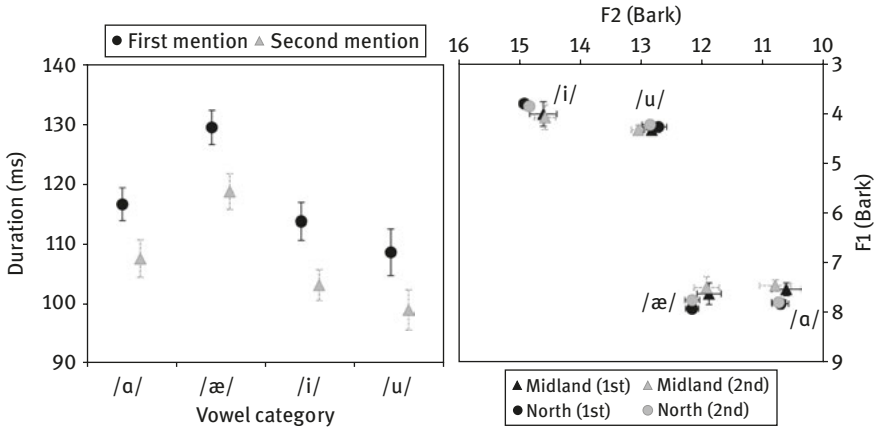 First mention Second mention
140
130
120
110
100
90
Duration (ms)
/ɑ/ /æ/ /i/ /u/
Vowel category
F2 (Bark)
16 15 14 13 12 11 10
3
4
5
6
7
8
9
F1 (Bark)
/i/ /u/
/æ/ /ɑ/
Midland (1st) Midland (2nd)
North (1st) North (2nd)